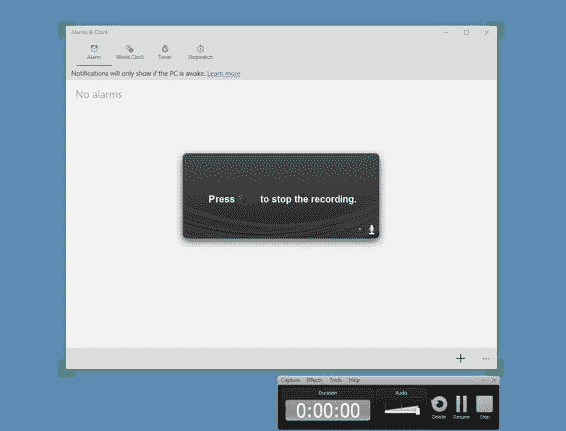 Alarms & Clock
Alarm World Clock Timer Stopwatch
Notifications will only show if the PC is awake. Learn more
No alarms
Press to stop the recording.
Capture Effects Tools Help
Duration Audio
0:00:00
Delete Resume Stop